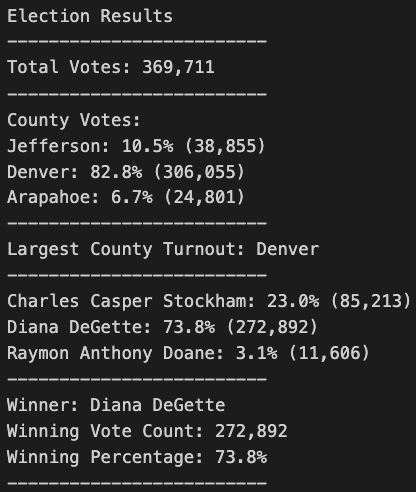 Election Results
-------------------------
Total Votes: 369,711
-------------------------
County Votes:
Jefferson: 10.5% (38,855)
Denver: 82.8% (306,055)
Arapahoe: 6.7% (24,801)
-------------------------
Largest County Turnout: Denver
-------------------------
Charles Casper Stockham: 23.0% (85,213)
Diana DeGette: 73.8% (272,892)
Raymon Anthony Doane: 3.1% (11,606)
-------------------------
Winner: Diana DeGette
Winning Vote Count: 272,892
Winning Percentage: 73.8%
-------------------------